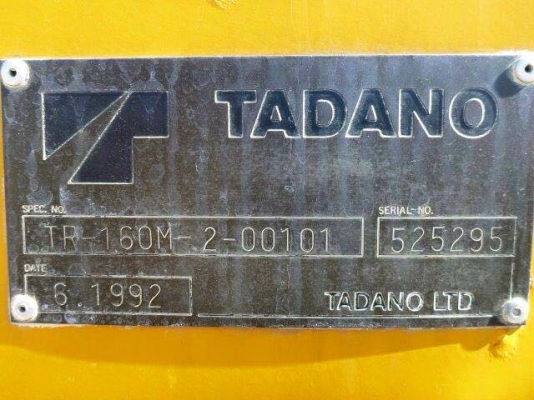 TADANO
SPEC. NO. SERIAL-NO.
TR-160M-2-00101 525295
DATE
6.1992 TADANO LTD